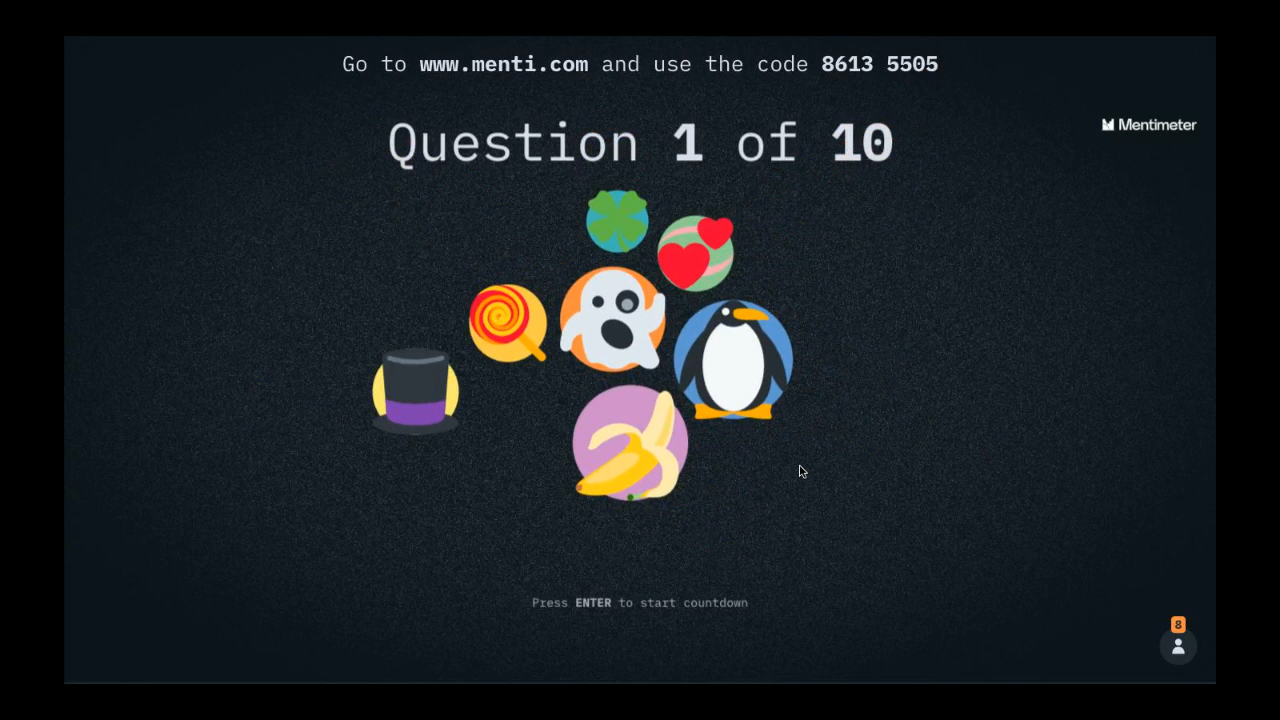 Go to www.menti.com and use the code 8613 5505
Mentimeter
Question 1 of 10
Press ENTER to start countdown
8